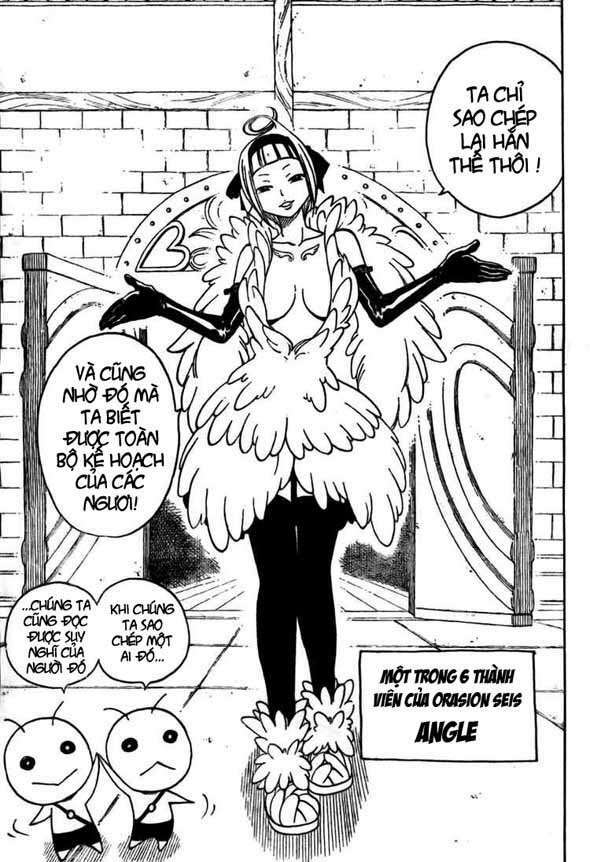 TA CHỈ
SAO CHÉP
LẠI HẮN
THẾ THÔI !
VÀ CŨNG
NHỜ ĐÓ MÀ
TA BIẾT
ĐƯỢC TOÀN
BỘ KẾ HOẠCH
CỦA CÁC
NGƯƠI!
KHI CHÚNG
TA SAO
CHÉP MỘT
AI ĐÓ...
...CHÚNG TA
CŨNG ĐỌC
ĐƯỢC SUY
NGHĨ CỦA
NGƯỜI ĐÓ
MỘT TRONG 6 THÀNH
VIÊN CỦA ORASION SEIS
ANGLE